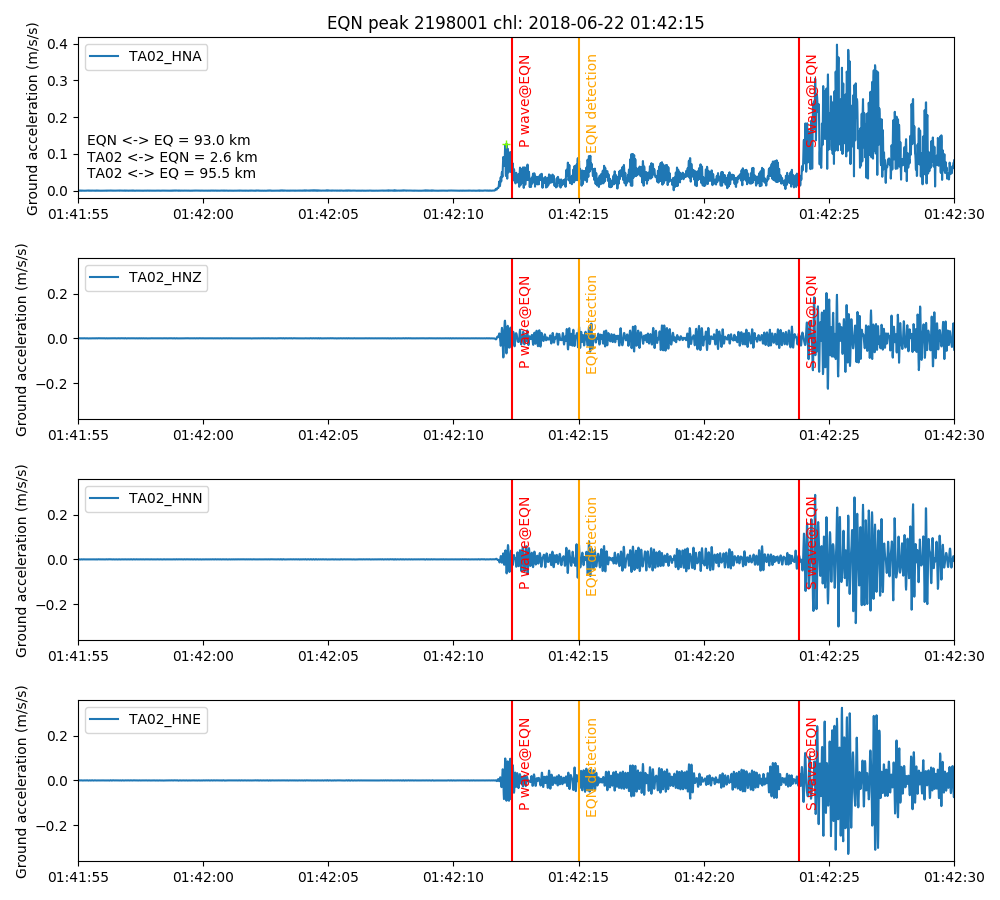 EQN peak 2198001 chl: 2018-06-22 01:42:15
Ground acceleration (m/s/s)
0.4
0.3
0.2
0.1
0.0
TA02_HNA
EQN <-> EQ = 93.0 km
TA02 <-> EQN = 2.6 km
TA02 <-> EQ = 95.5 km
P wave@EQN
EQN detection
S wave@EQN
01:41:55 01:42:00 01:42:05 01:42:10 01:42:15 01:42:20 01:42:25 01:42:30
Ground acceleration (m/s/s)
0.2
0.0
−0.2
TA02_HNZ
P wave@EQN
EQN detection
S wave@EQN
01:41:55 01:42:00 01:42:05 01:42:10 01:42:15 01:42:20 01:42:25 01:42:30
Ground acceleration (m/s/s)
0.2
0.0
−0.2
TA02_HNN
P wave@EQN
EQN detection
S wave@EQN
01:41:55 01:42:00 01:42:05 01:42:10 01:42:15 01:42:20 01:42:25 01:42:30
Ground acceleration (m/s/s)
0.2
0.0
−0.2
TA02_HNE
P wave@EQN
EQN detection
S wave@EQN
01:41:55 01:42:00 01:42:05 01:42:10 01:42:15 01:42:20 01:42:25 01:42:30